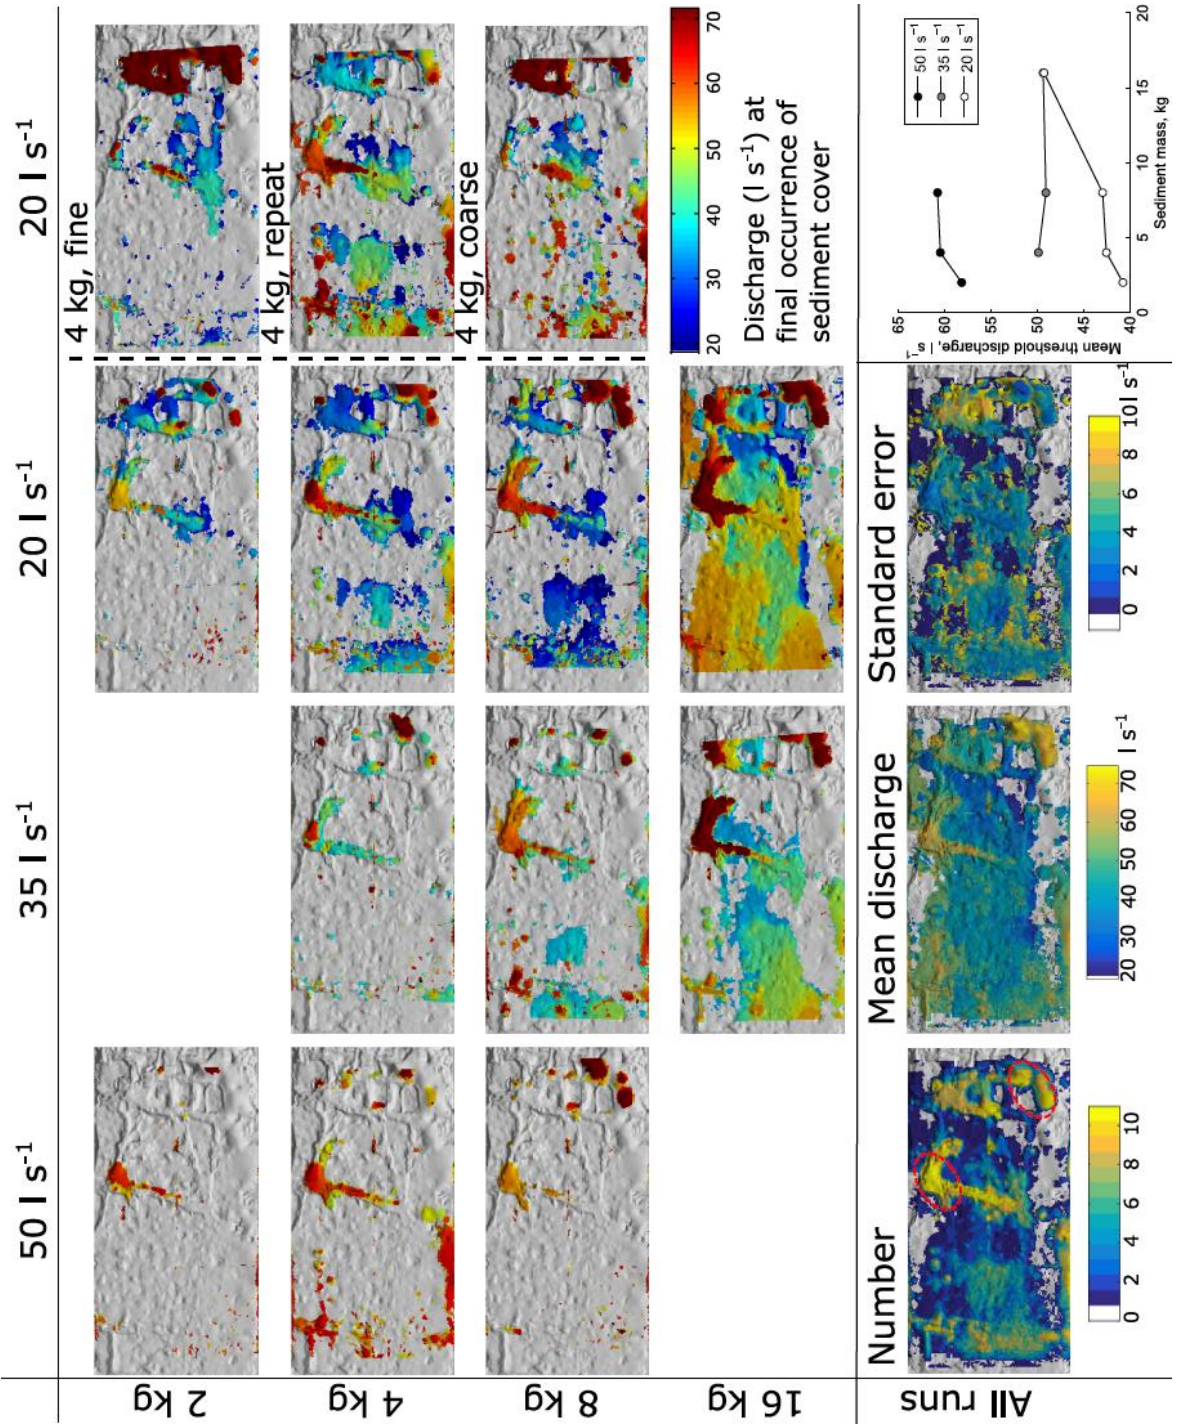 50 l s⁻¹
35 l s⁻¹
20 l s⁻¹
20 l s⁻¹
2 kg
4 kg, fine
4 kg
4 kg, repeat
8 kg
4 kg, coarse
16 kg
20 30 40 50 60 70
Discharge (l s⁻¹) at
final occurrence of
sediment cover
All runs
Number
0 2 4 6 8 10
Mean discharge
20 30 40 50 60 70 l s⁻¹
Standard error
0 2 4 6 8 10 l s⁻¹
Mean threshold discharge, l s⁻¹
65
60
55
50
45
40
0 5 10 15 20
Sediment mass, kg
50 l s⁻¹
35 l s⁻¹
20 l s⁻¹